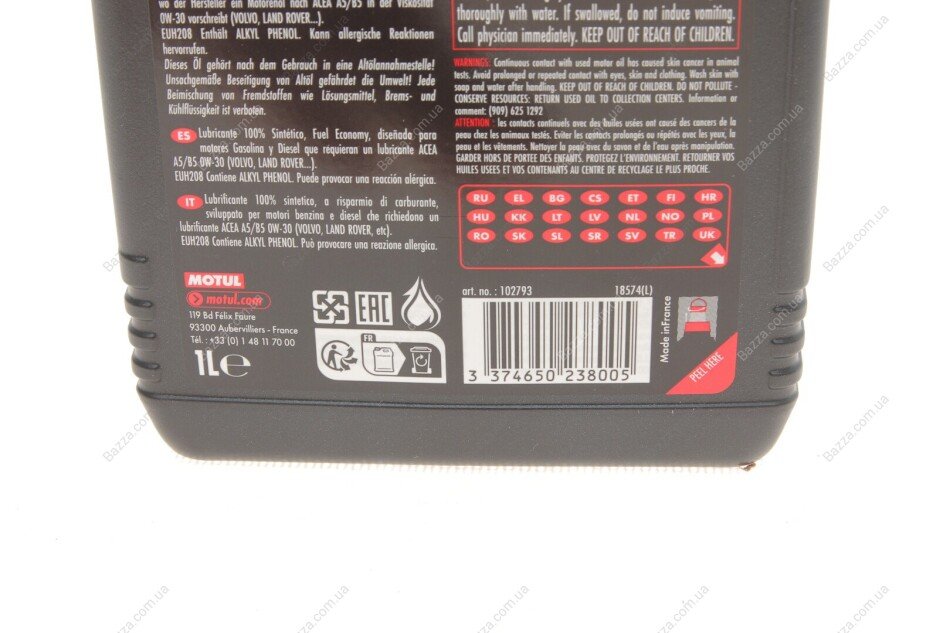 wo der Hersteller ein Motorenöl nach ACEA A5/B5 in der Viskosität
0W-30 vorschreibt (VOLVO, LAND ROVER...).
EUH208 Enthält ALKYL PHENOL. Kann allergische Reaktionen
hervorrufen.
Dieses Öl gehört nach dem Gebrauch in eine Altölannahmestelle!
Unsachgemäße Beseitigung von Altöl gefährdet die Umwelt! Jede
Beimischung von Fremdstoffen wie Lösungsmittel, Brems- und
Kühlflüssigkeit ist verboten.
ES Lubricante 100% Sintético, Fuel Economy, diseñado para
motores Gasolina y Diesel que requieran un lubricante ACEA
A5/B5 0W-30 (VOLVO, LAND ROVER...).
EUH208 Contiene ALKYL PHENOL. Puede provocar una reacción alérgica.
IT Lubrificante 100% sintetico, a risparmio di carburante,
sviluppato per motori benzina e diesel che richiedono un
lubrificante ACEA A5/B5 0W-30 (VOLVO, LAND ROVER, etc).
EUH208 Contiene ALKYL PHENOL. Può provocare una reazione allergica.
MOTUL
motul.com
119 Bd Félix Faure
93300 Aubervilliers - France
Tél.: +33 (0) 1 48 11 70 00
1L e
EAC
FR
thoroughly with water. If swallowed, do not induce vomiting.
Call physician immediately. KEEP OUT OF REACH OF CHILDREN.
WARNINGS: Continuous contact with used motor oil has caused skin cancer in animal
tests. Avoid prolonged or repeated contact with eyes, skin and clothing. Wash skin with
soap and water after handling. KEEP OUT OF REACH OF CHILDREN. DO NOT POLLUTE -
CONSERVE RESOURCES: RETURN USED OIL TO COLLECTION CENTERS. Information or
comment: (909) 625 1292
ATTENTION : les contacts continuels avec des huiles usées ont causé des cancers de la
peau chez les animaux testés. Eviter les contacts prolongés ou répétés avec les yeux, la
peau et les vêtements. Nettoyer la peau avec du savon et de l'eau après manipulation.
GARDER HORS DE PORTEE DES ENFANTS. PROTEGEZ L'ENVIRONNEMENT. RETOURNER VOS
HUILES USEES ET VOS CONTENANTS AU CENTRE DE RECYCLAGE LE PLUS PROCHE.
RU EL BG CS ET FI HR
HU KK LT LV NL NO PL
RO SK SL SR SV TR UK
art. no. : 102793 18574(L)
3 374650 238005
Made in France
PEEL HERE
Bazza.com.ua